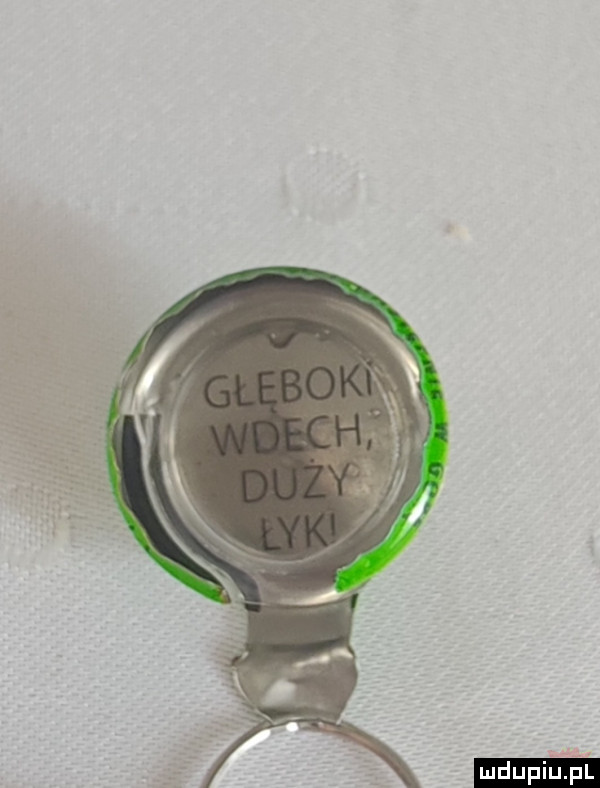 GŁĘBOKI
WDECH,
DUŻY
ŁYK!
mdupiu.pl